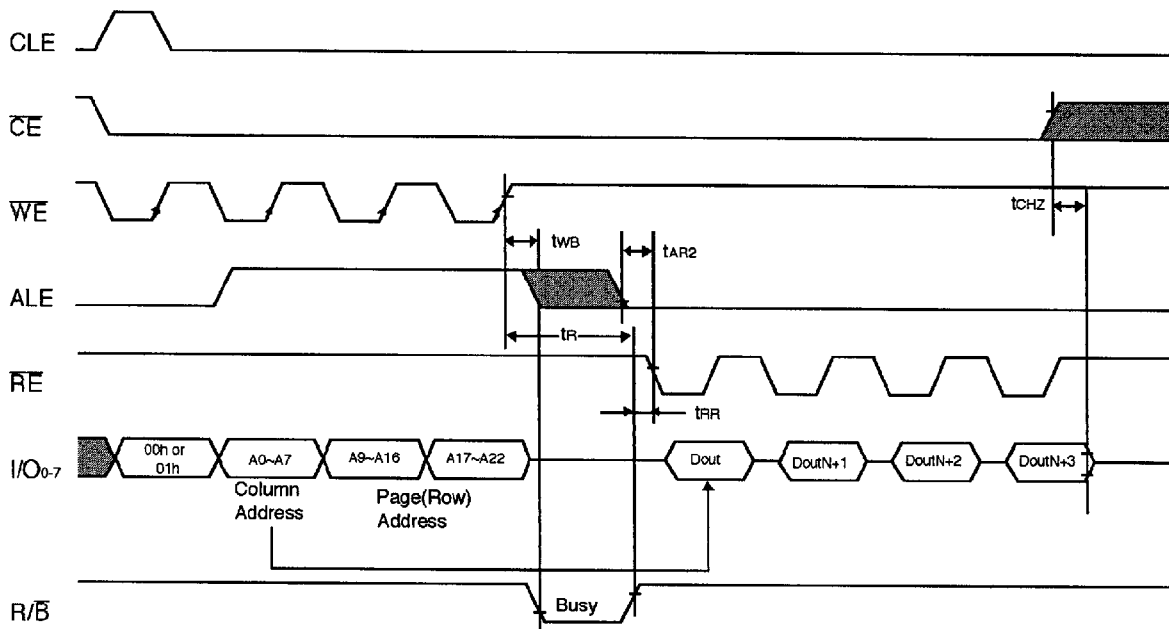 CLE
CE
WE
tCHZ
tWB
tAR2
ALE
tR
RE
tRR
I/O0-7
00h or
01h
A0~A7
A9~A16
A17~A22
Dout
DoutN+1
DoutN+2
DoutN+3
Column
Address
Page(Row)
Address
R/B
Busy